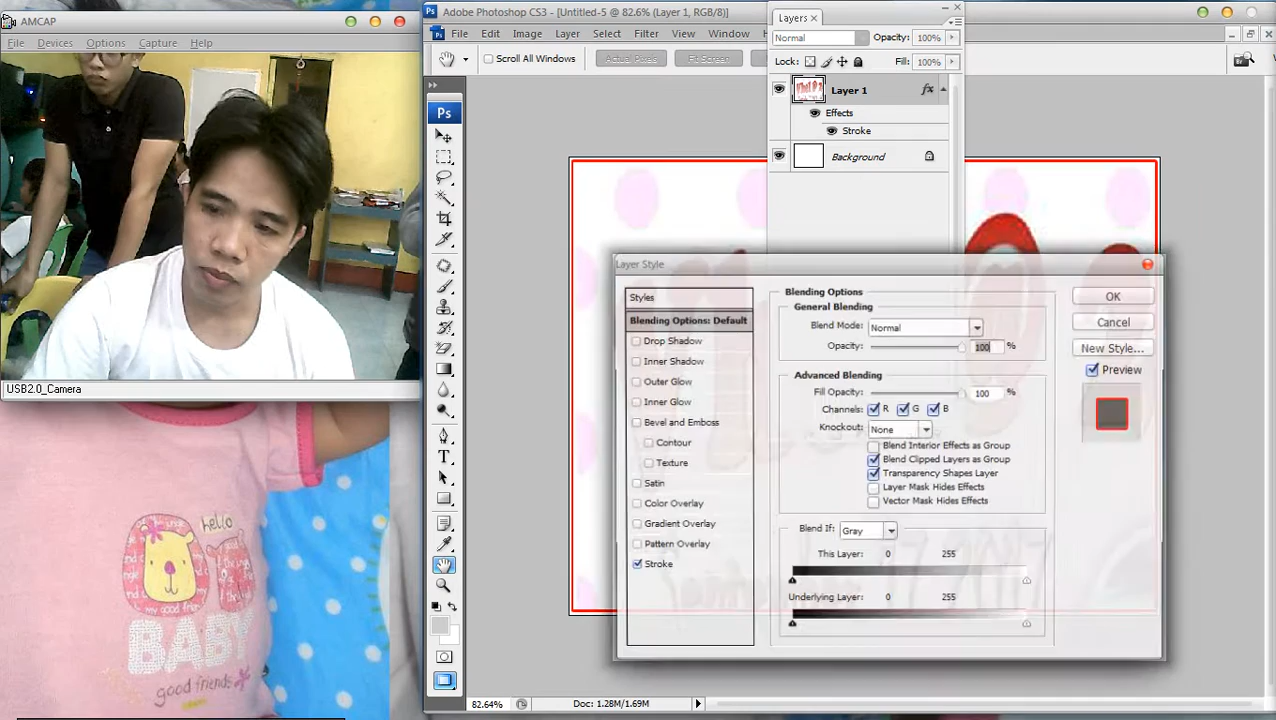 AMCAP
File Devices Options Capture Help
USB2.0_Camera
hello
BABY
good friends
Adobe Photoshop CS3 - [Untitled-5 @ 82.6% (Layer 1, RGB/8)]
File Edit Image Layer Select Filter View Window
Scroll All Windows Actual Pixels Fit Screen
Ps
Layers ×
Normal Opacity: 100%
Lock: Fill: 100%
Layer 1 fx
Effects
Stroke
Background
Layer Style
Styles
Blending Options: Default
Drop Shadow
Inner Shadow
Outer Glow
Inner Glow
Bevel and Emboss
Contour
Texture
Satin
Color Overlay
Gradient Overlay
Pattern Overlay
Stroke
Blending Options
General Blending
Blend Mode: Normal
Opacity: 100 %
Advanced Blending
Fill Opacity: 100 %
Channels: R G B
Knockout: None
Blend Interior Effects as Group
Blend Clipped Layers as Group
Transparency Shapes Layer
Layer Mask Hides Effects
Vector Mask Hides Effects
Blend If: Gray
This Layer: 0 255
Underlying Layer: 0 255
OK
Cancel
New Style...
Preview
82.64% Doc: 1.28M/1.69M